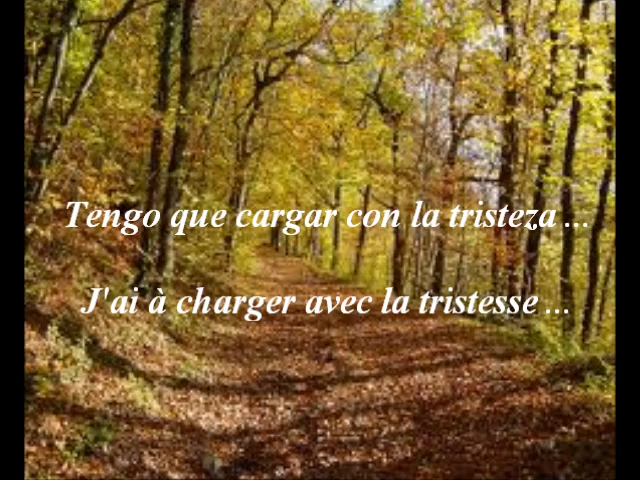 Tengo que cargar con la tristeza ...
J'ai à charger avec la tristesse ...